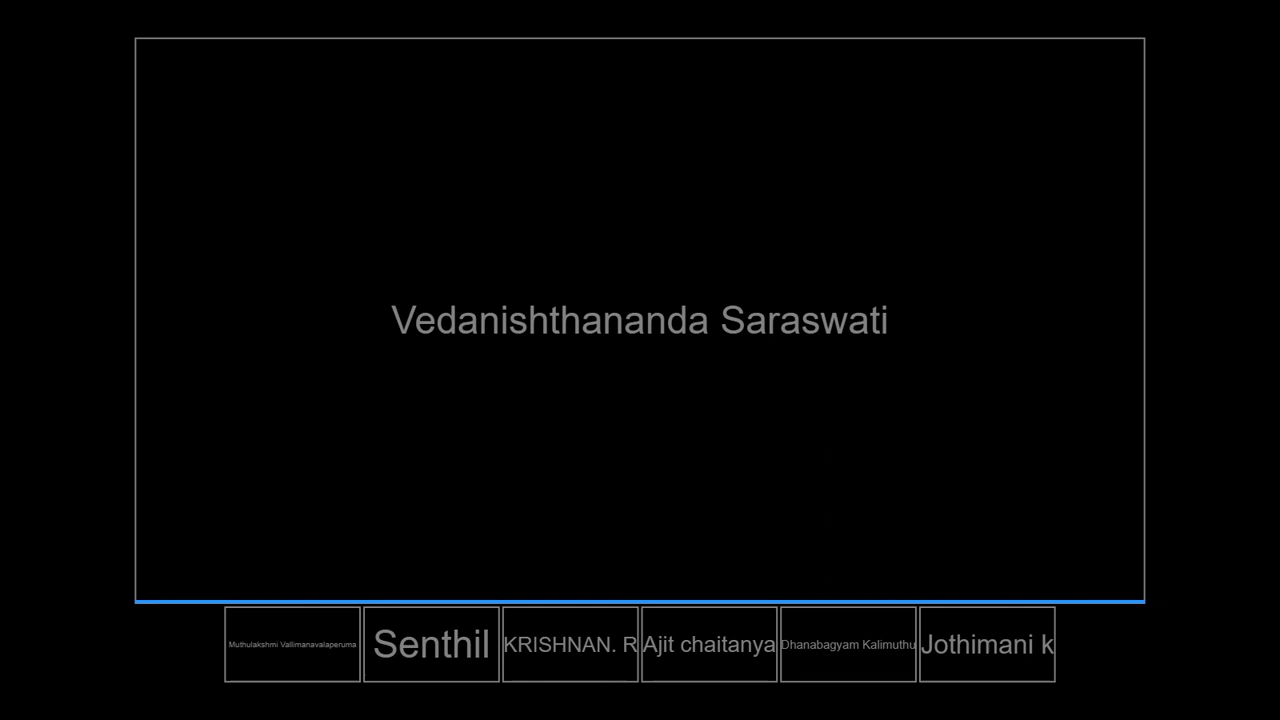 Vedanishthananda Saraswati
Muthulakshmi Vallimanavalaperuma
Senthil
KRISHNAN. R
Ajit chaitanya
Dhanabagyam Kalimuthu
Jothimani k